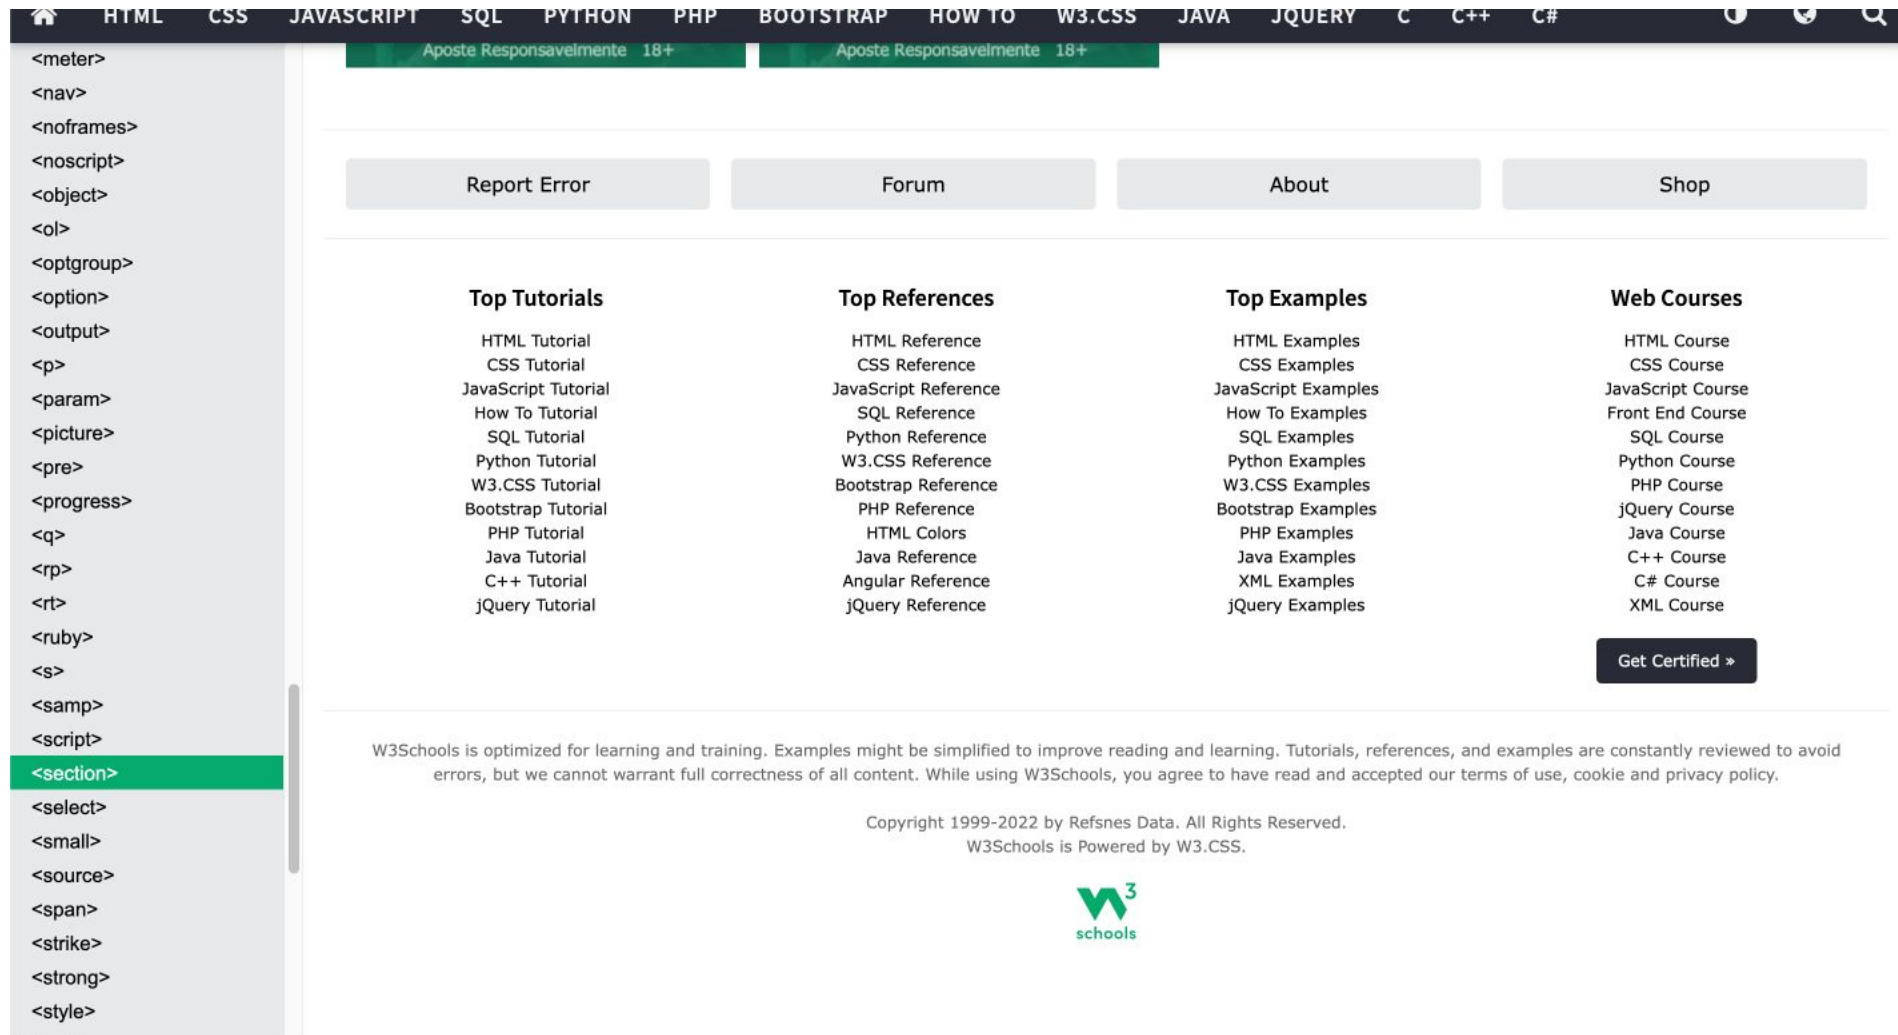 HTML CSS JAVASCRIPT SQL PYTHON PHP BOOTSTRAP HOW TO W3.CSS JAVA JQUERY C C++ C#
<meter>
<nav>
<noframes>
<noscript>
<object>
<ol>
<optgroup>
<option>
<output>
<p>
<param>
<picture>
<pre>
<progress>
<q>
<rp>
<rt>
<ruby>
<s>
<samp>
<script>
<section>
<select>
<small>
<source>
<span>
<strike>
<strong>
<style>
Aposte Responsavelmente 18+
Aposte Responsavelmente 18+
Report Error
Forum
About
Shop
Top Tutorials
HTML Tutorial
CSS Tutorial
JavaScript Tutorial
How To Tutorial
SQL Tutorial
Python Tutorial
W3.CSS Tutorial
Bootstrap Tutorial
PHP Tutorial
Java Tutorial
C++ Tutorial
jQuery Tutorial
Top References
HTML Reference
CSS Reference
JavaScript Reference
SQL Reference
Python Reference
W3.CSS Reference
Bootstrap Reference
PHP Reference
HTML Colors
Java Reference
Angular Reference
jQuery Reference
Top Examples
HTML Examples
CSS Examples
JavaScript Examples
How To Examples
SQL Examples
Python Examples
W3.CSS Examples
Bootstrap Examples
PHP Examples
Java Examples
XML Examples
jQuery Examples
Web Courses
HTML Course
CSS Course
JavaScript Course
Front End Course
SQL Course
Python Course
PHP Course
jQuery Course
Java Course
C++ Course
C# Course
XML Course
Get Certified »
W3Schools is optimized for learning and training. Examples might be simplified to improve reading and learning. Tutorials, references, and examples are constantly reviewed to avoid
errors, but we cannot warrant full correctness of all content. While using W3Schools, you agree to have read and accepted our terms of use, cookie and privacy policy.
Copyright 1999-2022 by Refsnes Data. All Rights Reserved.
W3Schools is Powered by W3.CSS.
W3
schools